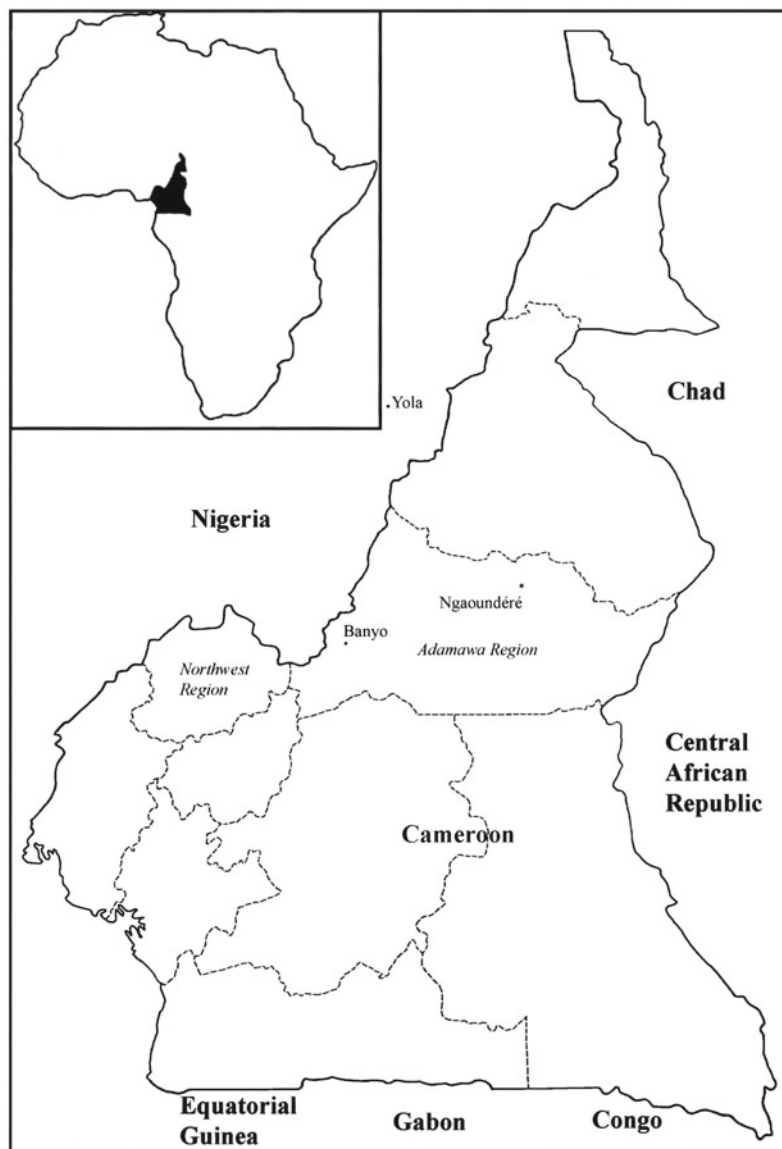 Yola
Chad
Nigeria
Ngaoundéré
Banyo
Adamawa Region
Northwest
Region
Central
African
Republic
Cameroon
Equatorial
Guinea
Gabon
Congo